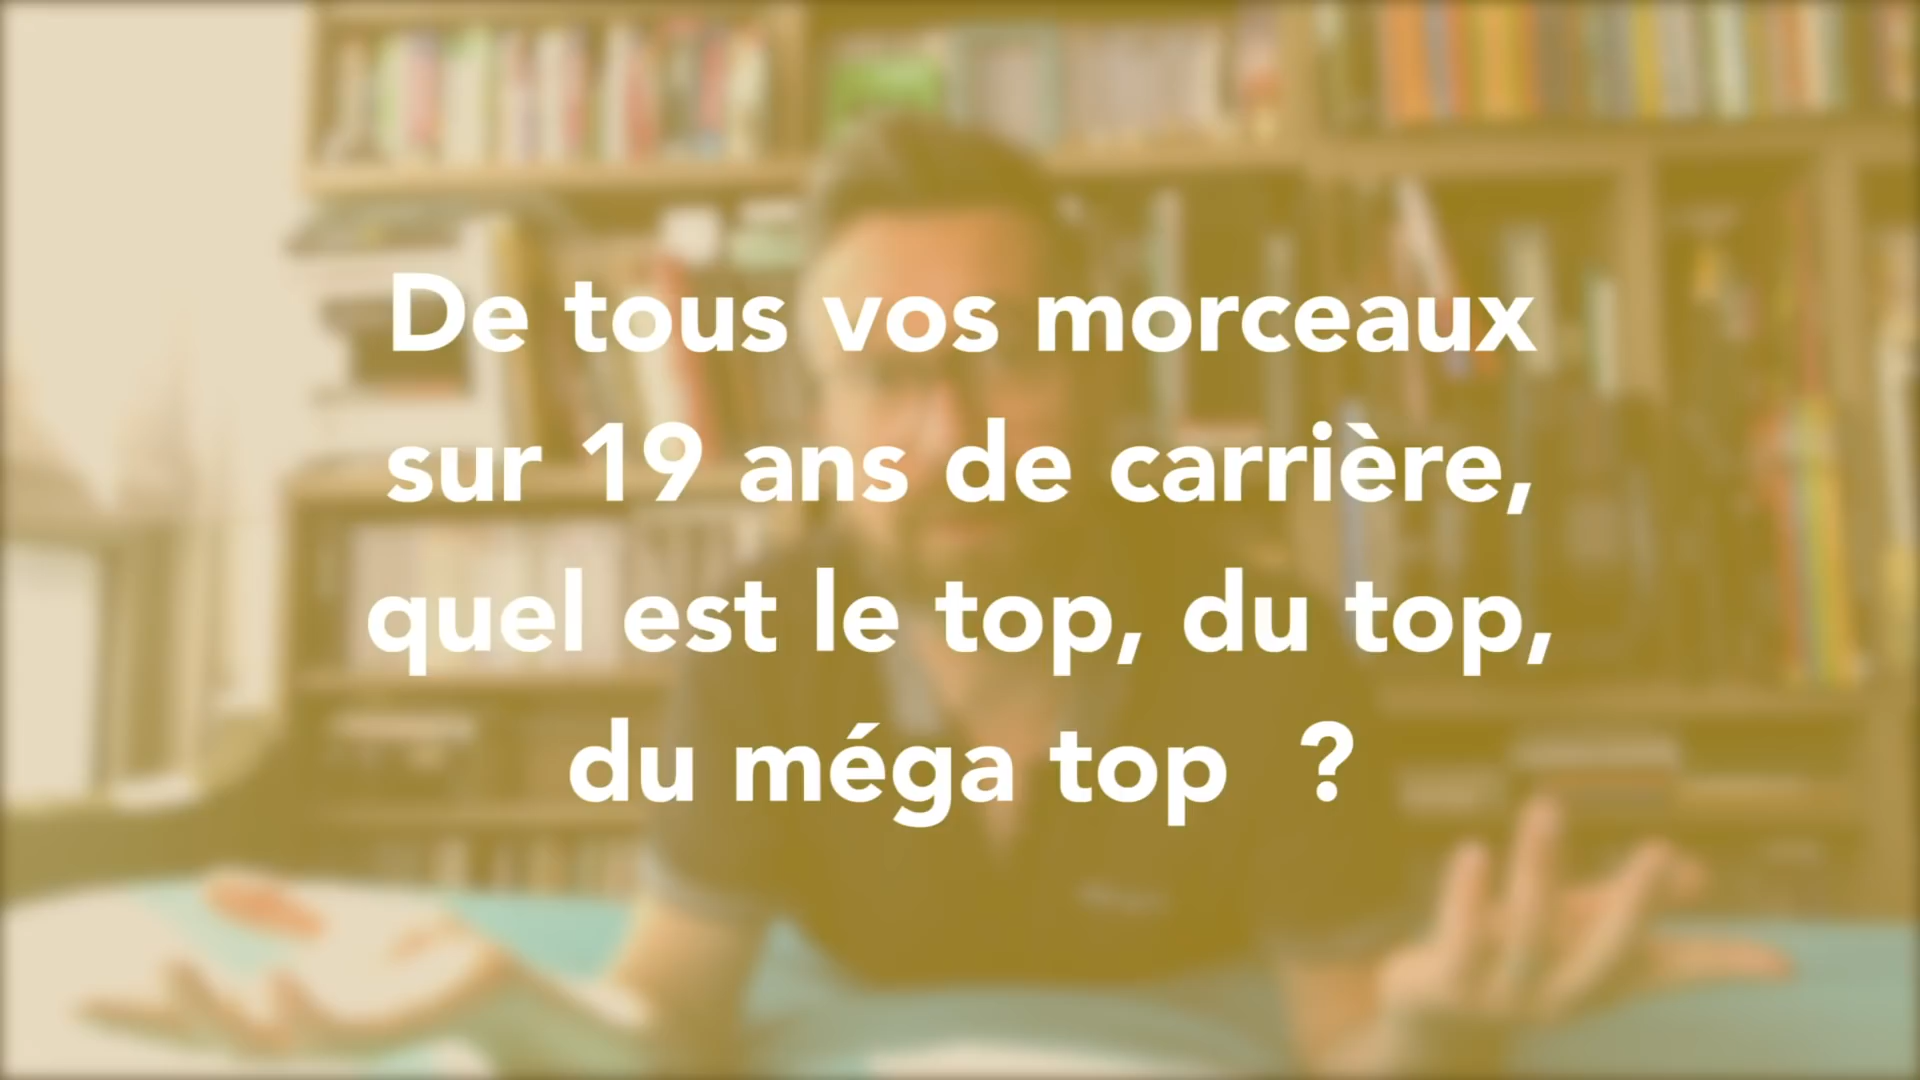 De tous vos morceaux
sur 19 ans de carrière,
quel est le top, du top,
du méga top  ?